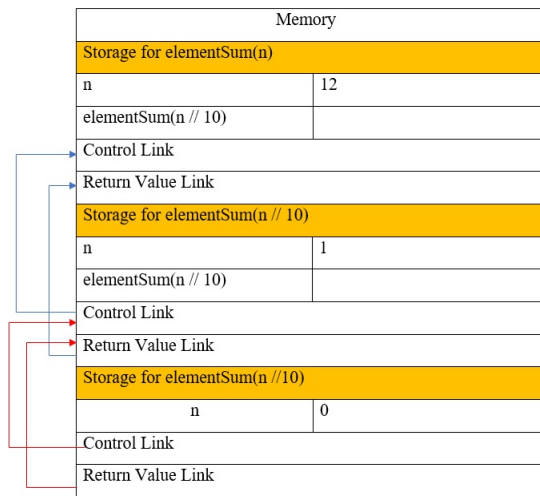 Memory
Storage for elementSum(n)
n 12
elementSum(n // 10)
Control Link
Return Value Link
Storage for elementSum(n // 10)
n 1
elementSum(n // 10)
Control Link
Return Value Link
Storage for elementSum(n //10)
n 0
Control Link
Return Value Link